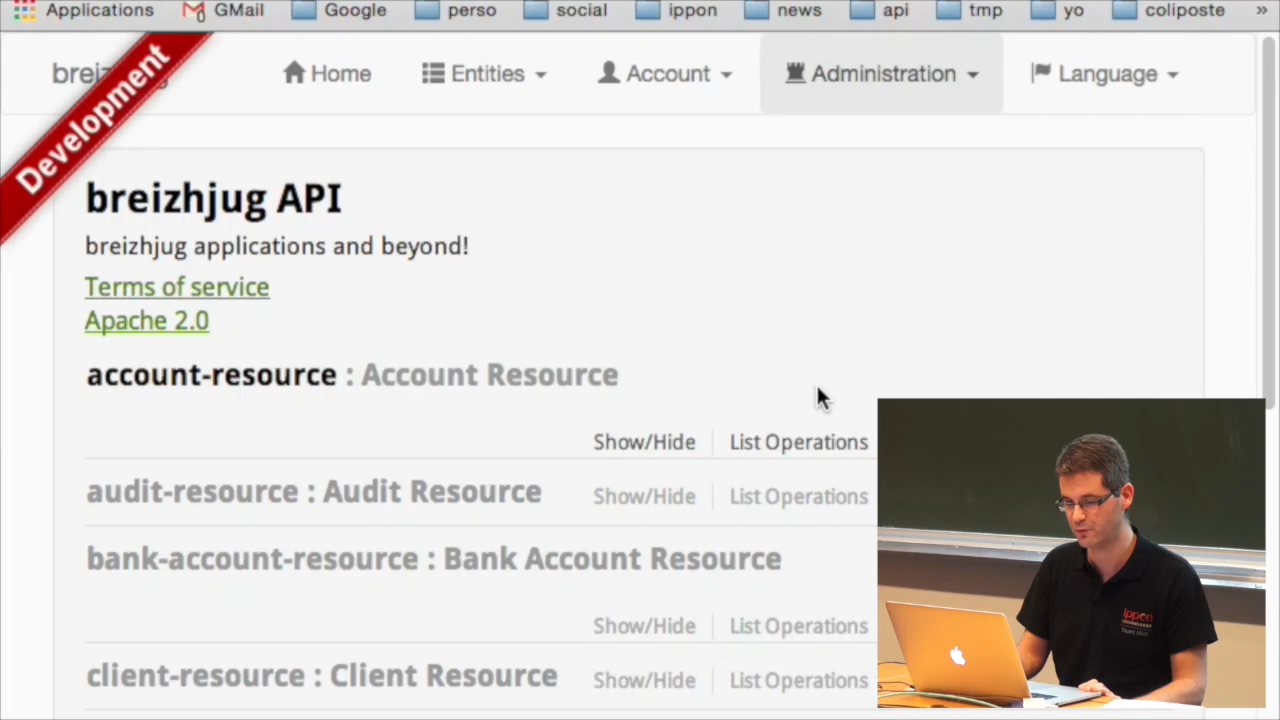 Applications GMail Google perso social ippon news api tmp yo coliposte »
Development
Home Entities Account Administration Language
breizhjug API
breizhjug applications and beyond!
Terms of service
Apache 2.0
account-resource : Account Resource
Show/Hide List Operations
audit-resource : Audit Resource Show/Hide List Operations
bank-account-resource : Bank Account Resource
Show/Hide List Operations
client-resource : Client Resource Show/Hide List Operations
ippon